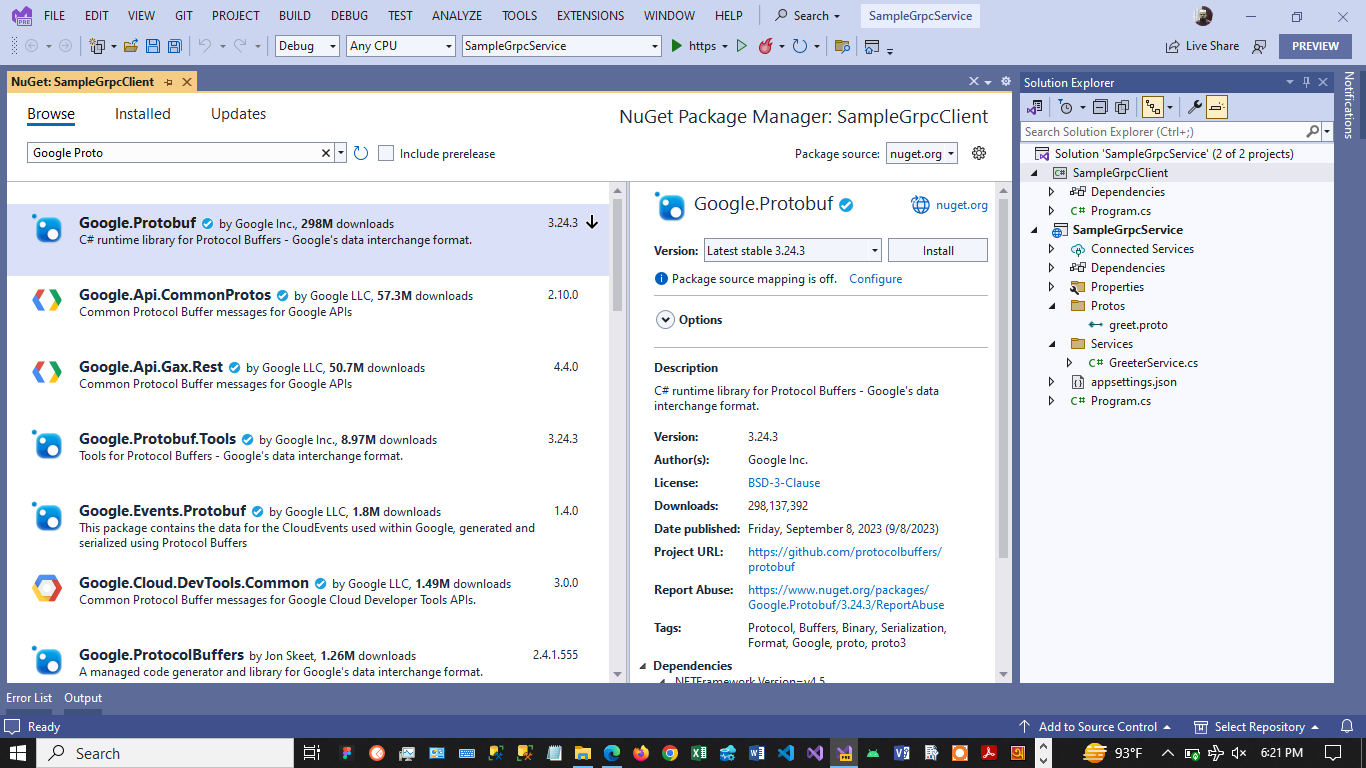 FILE EDIT VIEW GIT PROJECT BUILD DEBUG TEST ANALYZE TOOLS EXTENSIONS WINDOW HELP Search SampleGrpcService
PRE
Debug Any CPU SampleGrpcService https Live Share PREVIEW
NuGet: SampleGrpcClient
Browse Installed Updates
NuGet Package Manager: SampleGrpcClient
Google Proto
Include prerelease
Package source: nuget.org
Google.Protobuf by Google Inc., 298M downloads 3.24.3
C# runtime library for Protocol Buffers - Google's data interchange format.
Google.Api.CommonProtos by Google LLC, 57.3M downloads 2.10.0
Common Protocol Buffer messages for Google APIs
Google.Api.Gax.Rest by Google LLC, 50.7M downloads 4.4.0
Common Protocol Buffer messages for Google APIs
Google.Protobuf.Tools by Google Inc., 8.97M downloads 3.24.3
Tools for Protocol Buffers - Google's data interchange format.
Google.Events.Protobuf by Google LLC, 1.8M downloads 1.4.0
This package contains the data for the CloudEvents used within Google, generated and
serialized using Protocol Buffers
Google.Cloud.DevTools.Common by Google LLC, 1.49M downloads 3.0.0
Common Protocol Buffer messages for Google Cloud Developer Tools APIs.
Google.ProtocolBuffers by Jon Skeet, 1.26M downloads 2.4.1.555
A managed code generator and library for Google's data interchange format.
Google.Protobuf nuget.org
Version: Latest stable 3.24.3 Install
Package source mapping is off. Configure
Options
Description
C# runtime library for Protocol Buffers - Google's data
interchange format.
Version: 3.24.3
Author(s): Google Inc.
License: BSD-3-Clause
Downloads: 298,137,392
Date published: Friday, September 8, 2023 (9/8/2023)
Project URL: https://github.com/protocolbuffers/
protobuf
Report Abuse: https://www.nuget.org/packages/
Google.Protobuf/3.24.3/ReportAbuse
Tags: Protocol, Buffers, Binary, Serialization,
Format, Google, proto, proto3
Dependencies
.NETFramework,Version=v4.5
Solution Explorer
Search Solution Explorer (Ctrl+;)
Solution 'SampleGrpcService' (2 of 2 projects)
C# SampleGrpcClient
Dependencies
C# Program.cs
SampleGrpcService
Connected Services
Dependencies
Properties
Protos
greet.proto
Services
C# GreeterService.cs
appsettings.json
C# Program.cs
Notifications
Error List Output
Ready Add to Source Control Select Repository
Search 93°F 6:21 PM